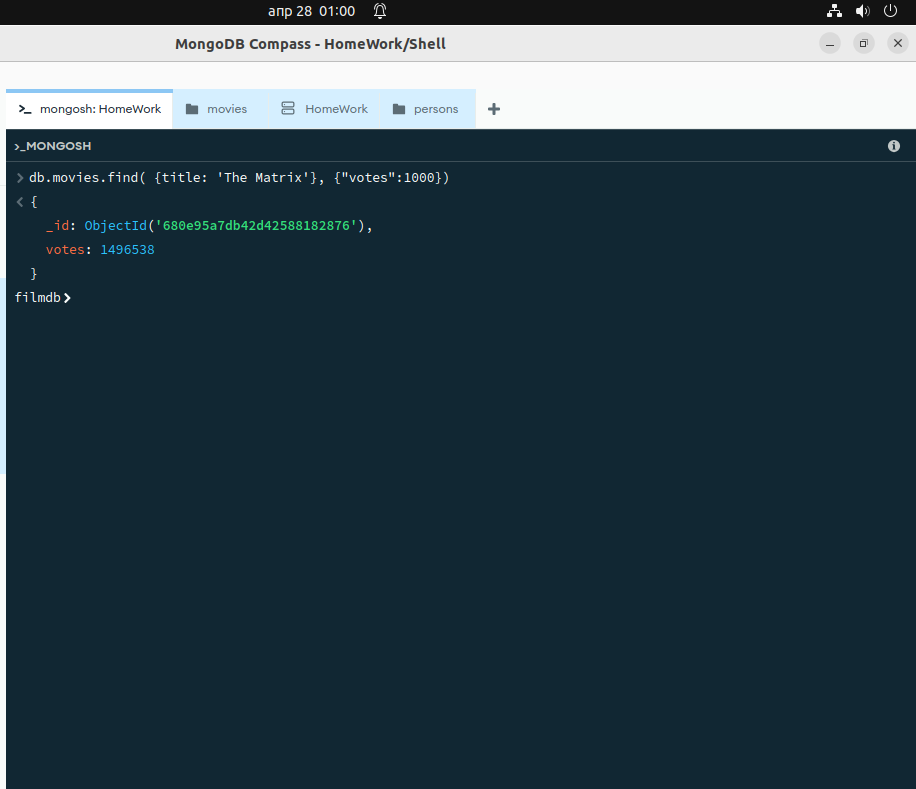 апр 28 01:00
MongoDB Compass - HomeWork/Shell
>_ mongosh: HomeWork movies HomeWork persons +
>_MONGOSH
db.movies.find( {title: 'The Matrix'}, {"votes":1000})
{
_id: ObjectId('680e95a7db42d42588182876'),
votes: 1496538
}
filmdb>